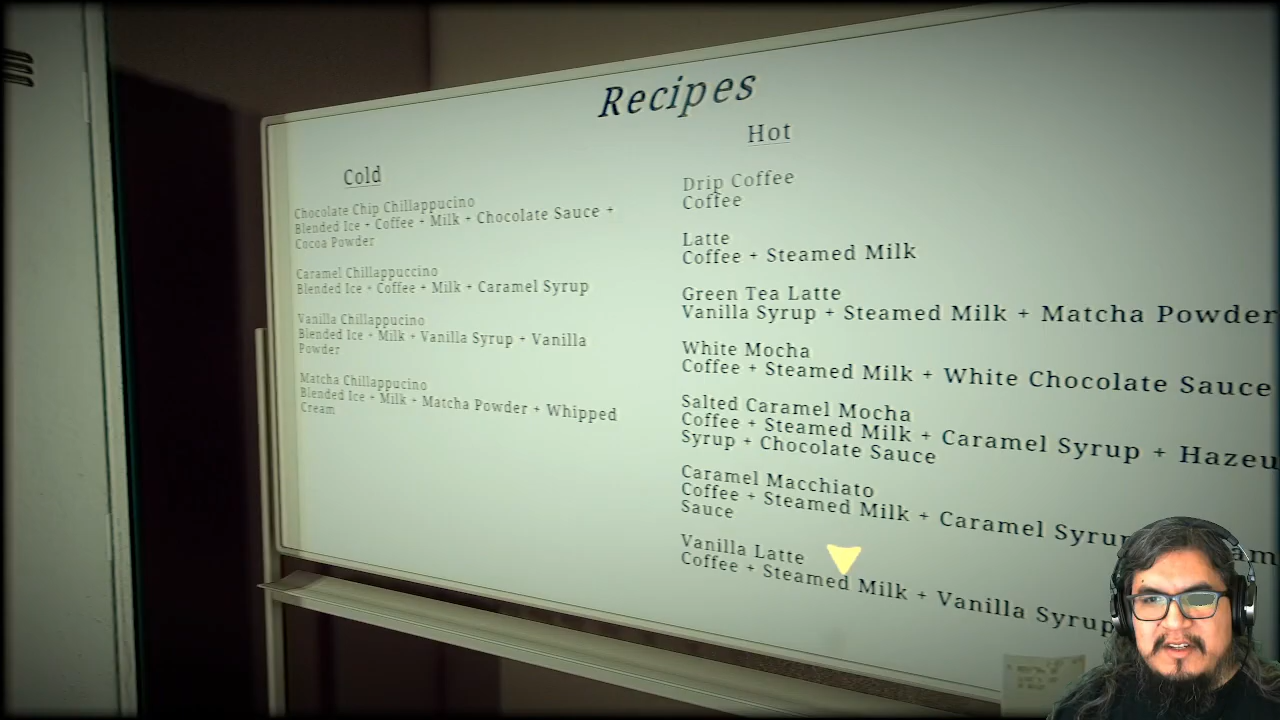 Recipes
Cold
Chocolate Chip Chillappucino
Blended Ice + Coffee + Milk + Chocolate Sauce +
Cocoa Powder
Caramel Chillappuccino
Blended Ice + Coffee + Milk + Caramel Syrup
Vanilla Chillappucino
Blended Ice + Milk + Vanilla Syrup + Vanilla
Powder
Matcha Chillappucino
Blended Ice + Milk + Matcha Powder + Whipped
Cream
Hot
Drip Coffee
Coffee
Latte
Coffee + Steamed Milk
Green Tea Latte
Vanilla Syrup + Steamed Milk + Matcha Powder
White Mocha
Coffee + Steamed Milk + White Chocolate Sauce
Salted Caramel Mocha
Coffee + Steamed Milk + Caramel Syrup + Hazeu
Syrup + Chocolate Sauce
Caramel Macchiato
Coffee + Steamed Milk + Caramel Syru
Sauce
Vanilla Latte
Coffee + Steamed Milk + Vanilla Syrup